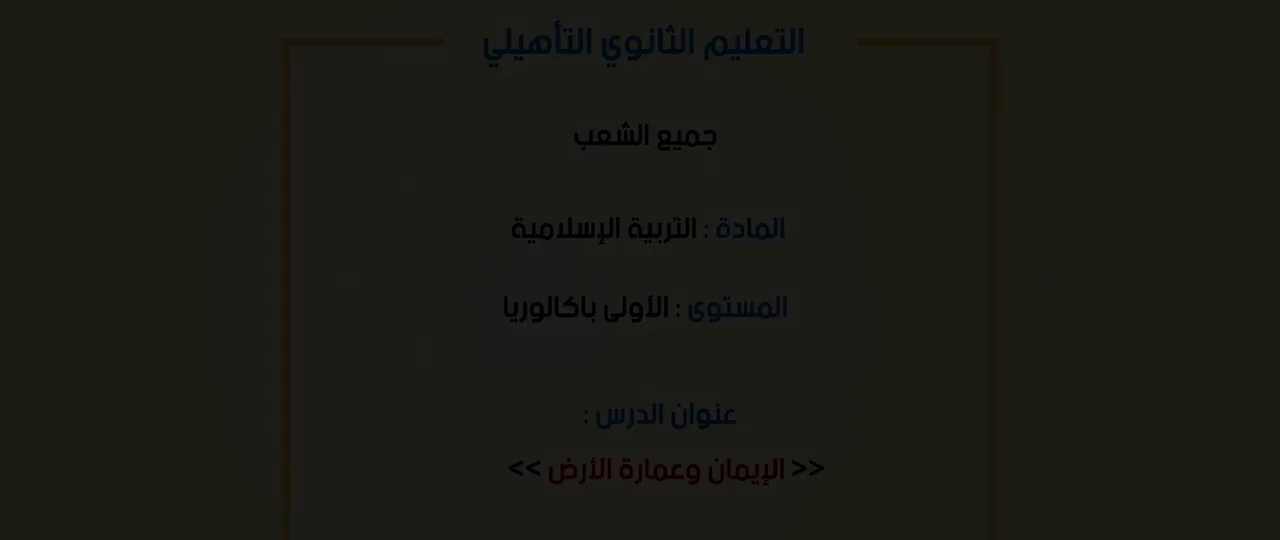 التعليم الثانوي التأهيلي
جميع الشعب
المادة : التربية الإسلامية
المستوى : الأولى باكالوريا
عنوان الدرس :
<< الإيمان وعمارة الأرض >>